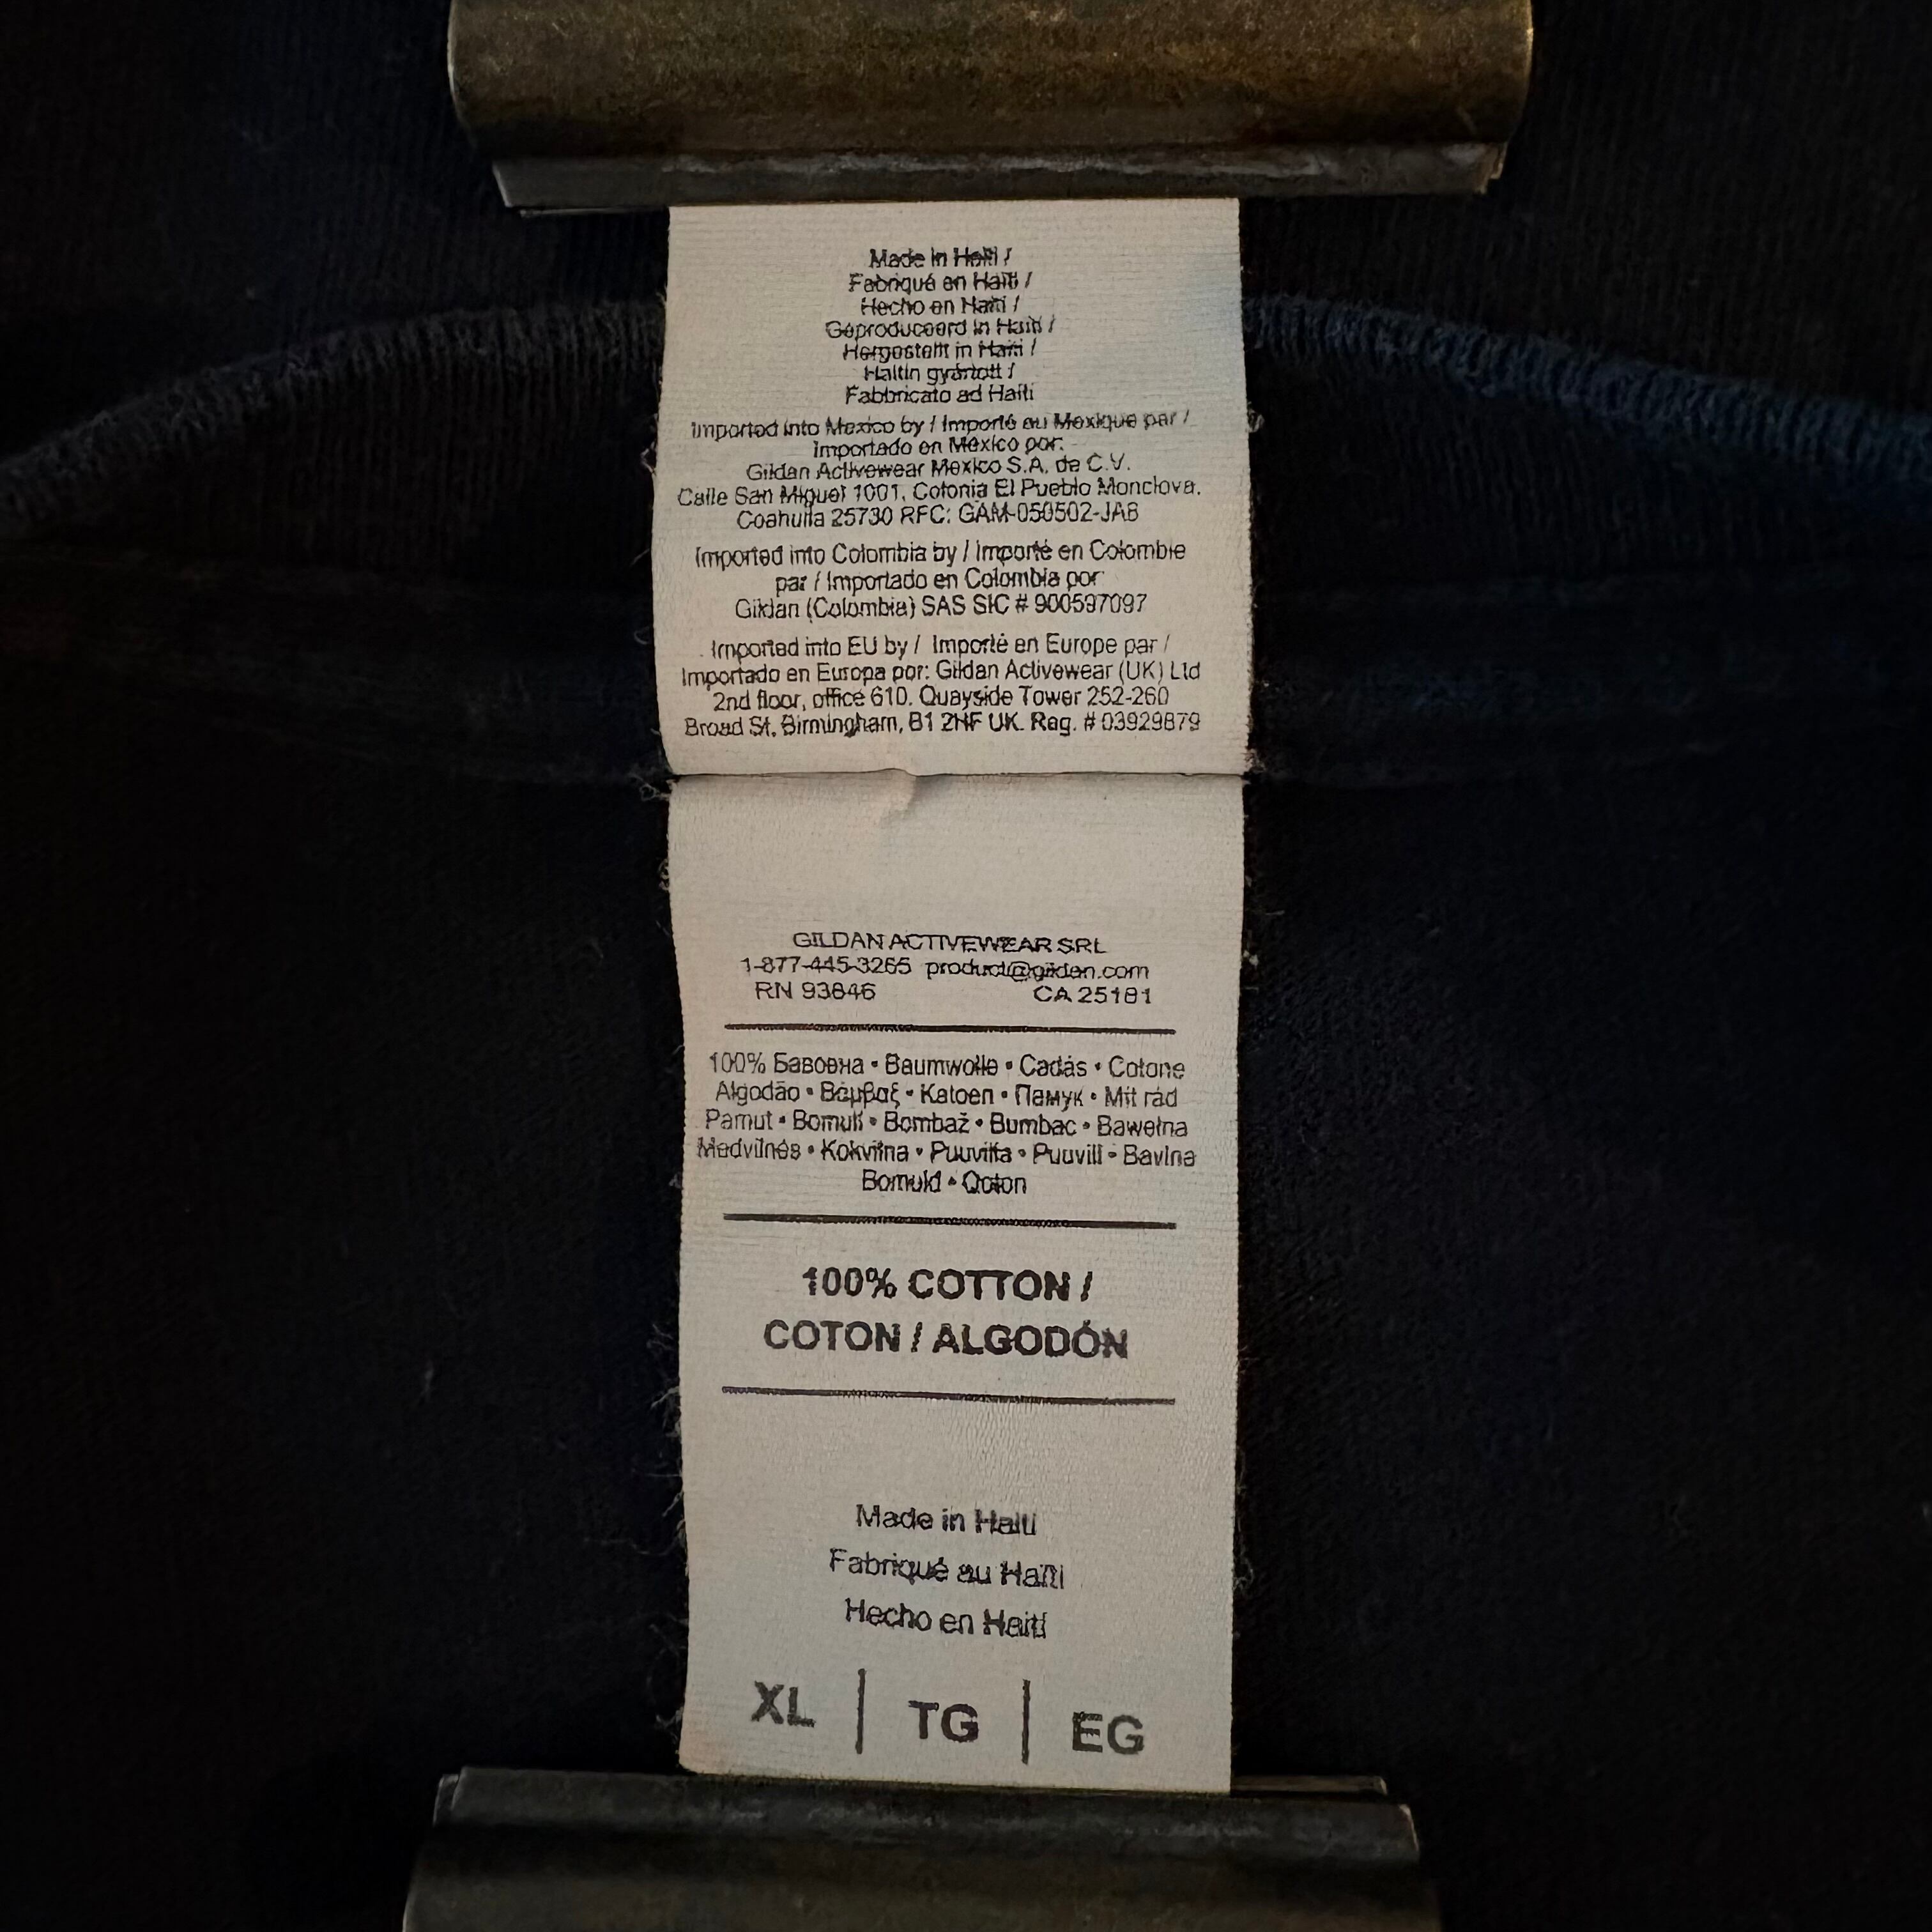 Made in Haiti /
Fabriqué en Haïti /
Hecho en Haití /
Geproduceerd in Haïti /
Hergestellt in Haiti /
Haitin gyártott /
Fabbricato ad Haiti
Imported into Mexico by / Importé au Mexique par /
Importado en México por:
Gildan Activewear Mexico S.A. de C.V.
Calle San Miguel 1001, Colonia El Pueblo Monclova,
Coahuila 25730 RFC: GAM-050502-JA8
Imported into Colombia by / Importé en Colombie
par / Importado en Colombia por:
Gildan (Colombia) SAS SIC # 900597097
Imported into EU by / Importé en Europe par /
Importado en Europa por: Gildan Activewear (UK) Ltd
2nd floor, office 610, Quayside Tower 252-260
Broad St, Birmingham, B1 2HF UK. Reg. # 03929879
GILDAN ACTIVEWEAR SRL
1-877-445-3265 product@gildan.com
RN 93846 CA 25181
100% Бавовна • Baumwolle • Cadás • Cotone
Algodão • Βάμβαξ • Katoen • Памук • Mít rád
Pamut • Bomull • Bombaž • Bumbac • Bawełna
Medvilnės • Kokvilna • Puuvilla • Puuvill • Bavlna
Bomuld • Qoton
100% COTTON /
COTON / ALGODÓN
Made in Haiti
Fabriqué au Haïti
Hecho en Haití
XL | TG | EG